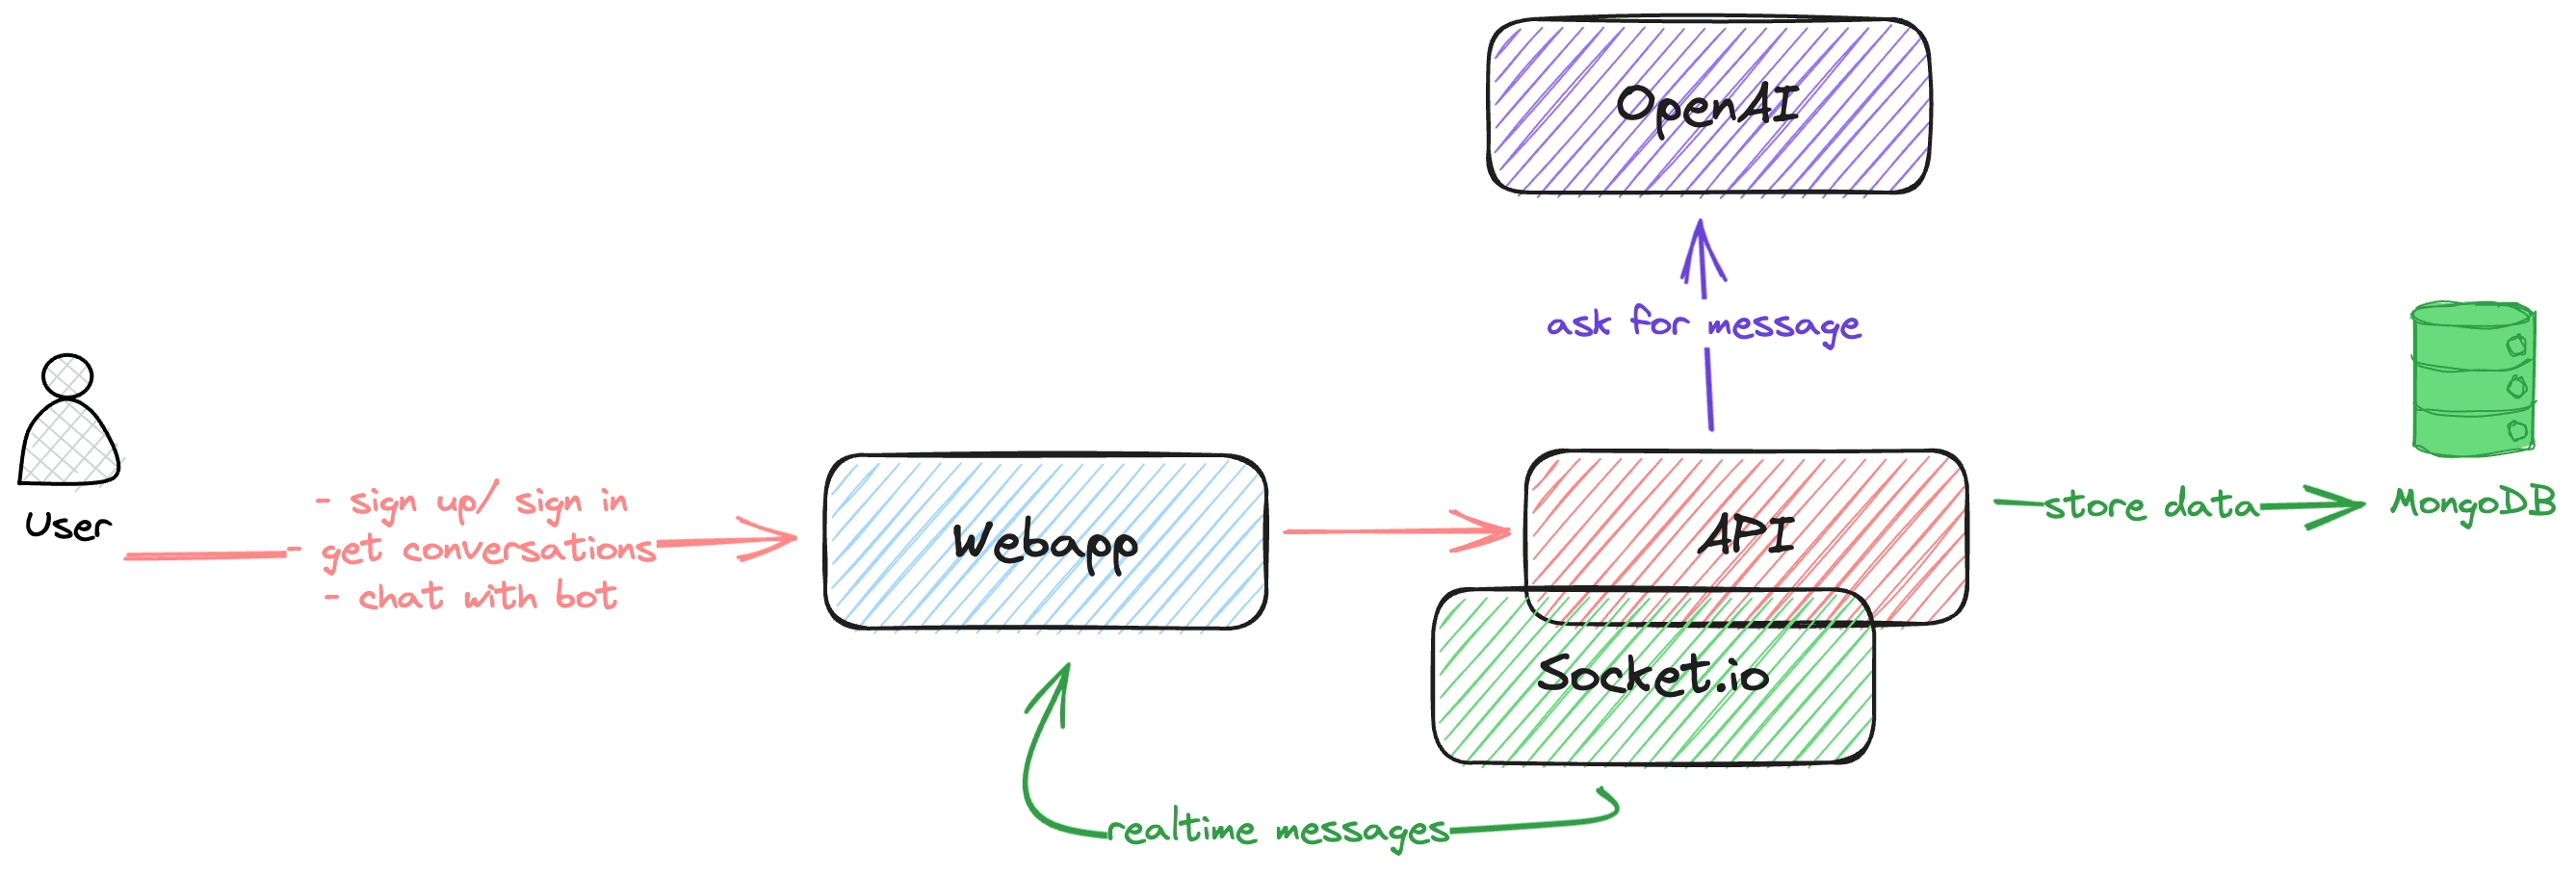 OpenAI
ask for message
User
- sign up/ sign in
- get conversations
- chat with bot
Webapp
API
Socket.io
store data
MongoDB
realtime messages